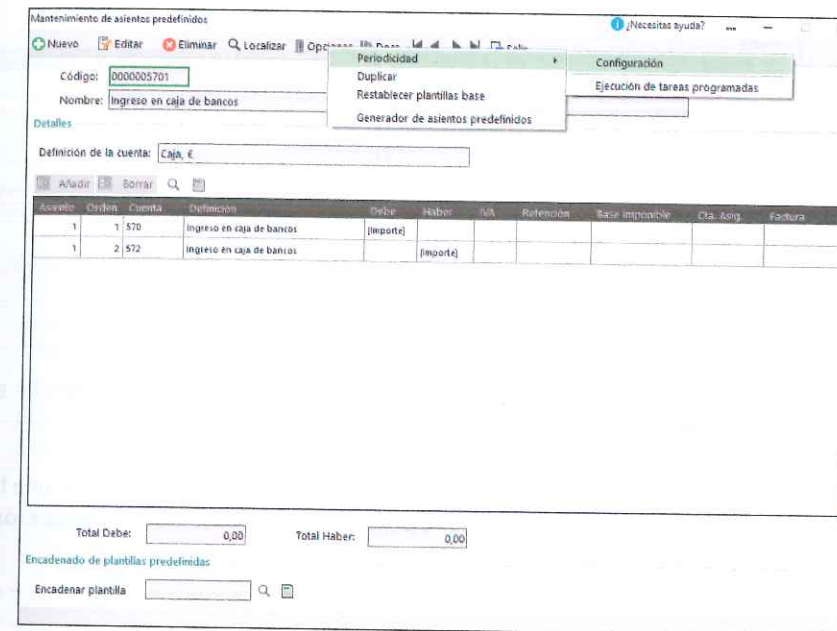 Mantenimiento de asientos predefinidos
¿Necesitas ayuda?
Nuevo Editar Eliminar Localizar
Periodicidad
Duplicar
Restablecer plantillas base
Generador de asientos predefinidos
Configuración
Ejecución de tareas programadas
Código: 0000005701
Nombre: Ingreso en caja de bancos
Detalles
Definición de la cuenta: Caja, €
Añadir Borrar
Asiento Orden Cuenta Definición Debe Haber IVA Retención Base imponible Cta. Asig. Factura
1 1 570 Ingreso en caja de bancos [Importe]
1 2 572 Ingreso en caja de bancos [Importe]
Total Debe: 0,00 Total Haber: 0,00
Encadenado de plantillas predefinidas
Encadenar plantilla